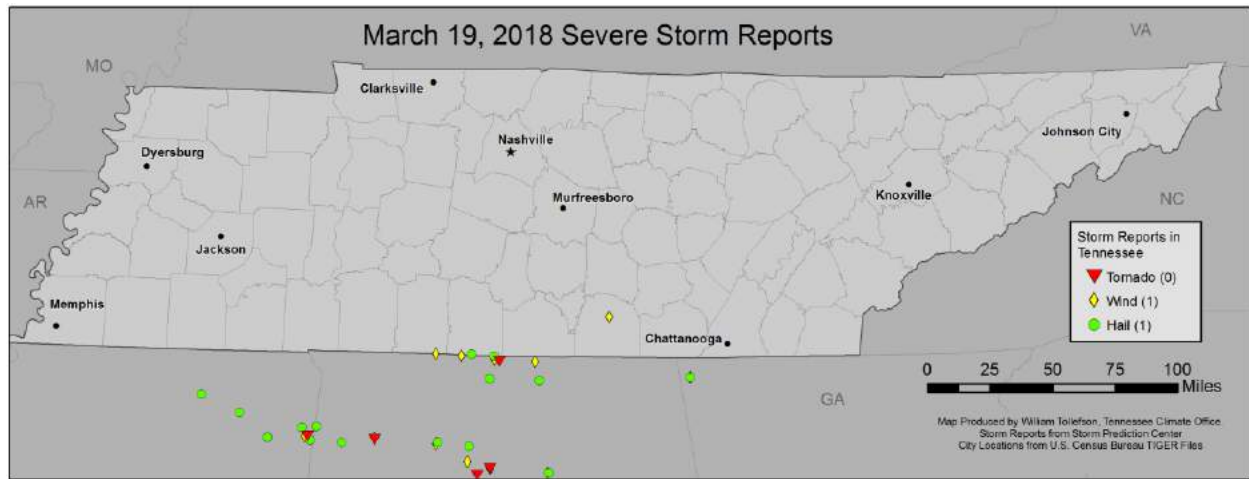 March 19, 2018 Severe Storm Reports
MO
VA
Clarksville
Johnson City
Nashville
Dyersburg
Knoxville
AR
Murfreesboro
NC
Jackson
Storm Reports in
Tennessee
Tornado (0)
Wind (1)
Hail (1)
Memphis
Chattanooga
0 25 50 75 100
Miles
GA
Map Produced by William Tollefson, Tennessee Climate Office.
Storm Reports from Storm Prediction Center
City Locations from U.S. Census Bureau TIGER Files